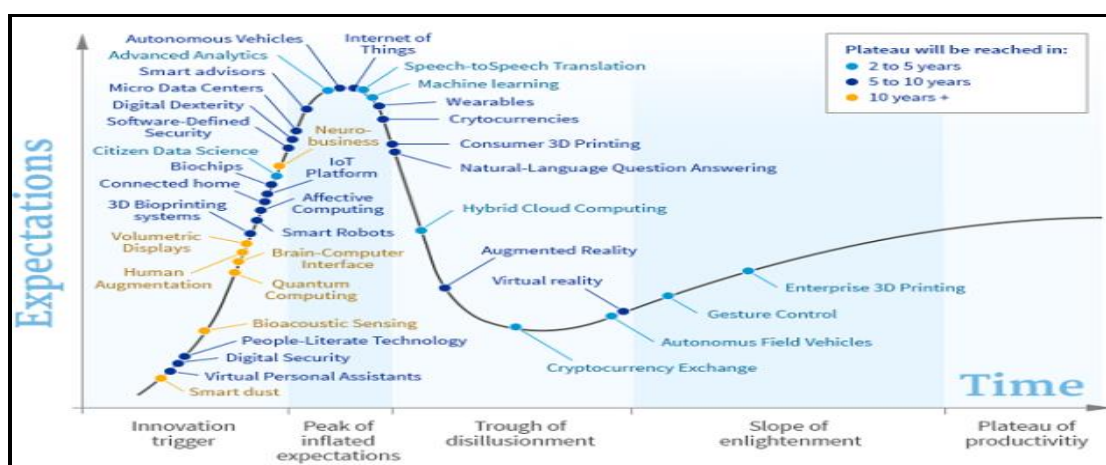 Expectations
Autonomous Vehicles
Advanced Analytics
Smart advisors
Micro Data Centers
Digital Dexterity
Software-Defined
Security
Citizen Data Science
Biochips
Connected home
3D Bioprinting
systems
Volumetric
Displays
Human
Augmentation
Internet of
Things
Speech-toSpeech Translation
Machine learning
Wearables
Crytocurrencies
Consumer 3D Printing
Natural-Language Question Answering
Neuro-
business
IoT
Platform
Affective
Computing
Smart Robots
Brain-Computer
Interface
Quantum
Computing
Bioacoustic Sensing
People-Literate Technology
Digital Security
Virtual Personal Assistants
Smart dust
Hybrid Cloud Computing
Augmented Reality
Virtual reality
Cryptocurrency Exchange
Autonomus Field Vehicles
Gesture Control
Enterprise 3D Printing
Plateau will be reached in:
2 to 5 years
5 to 10 years
10 years +
Time
Innovation
trigger
Peak of
inflated
expectations
Trough of
disillusionment
Slope of
enlightenment
Plateau of
productivitiy